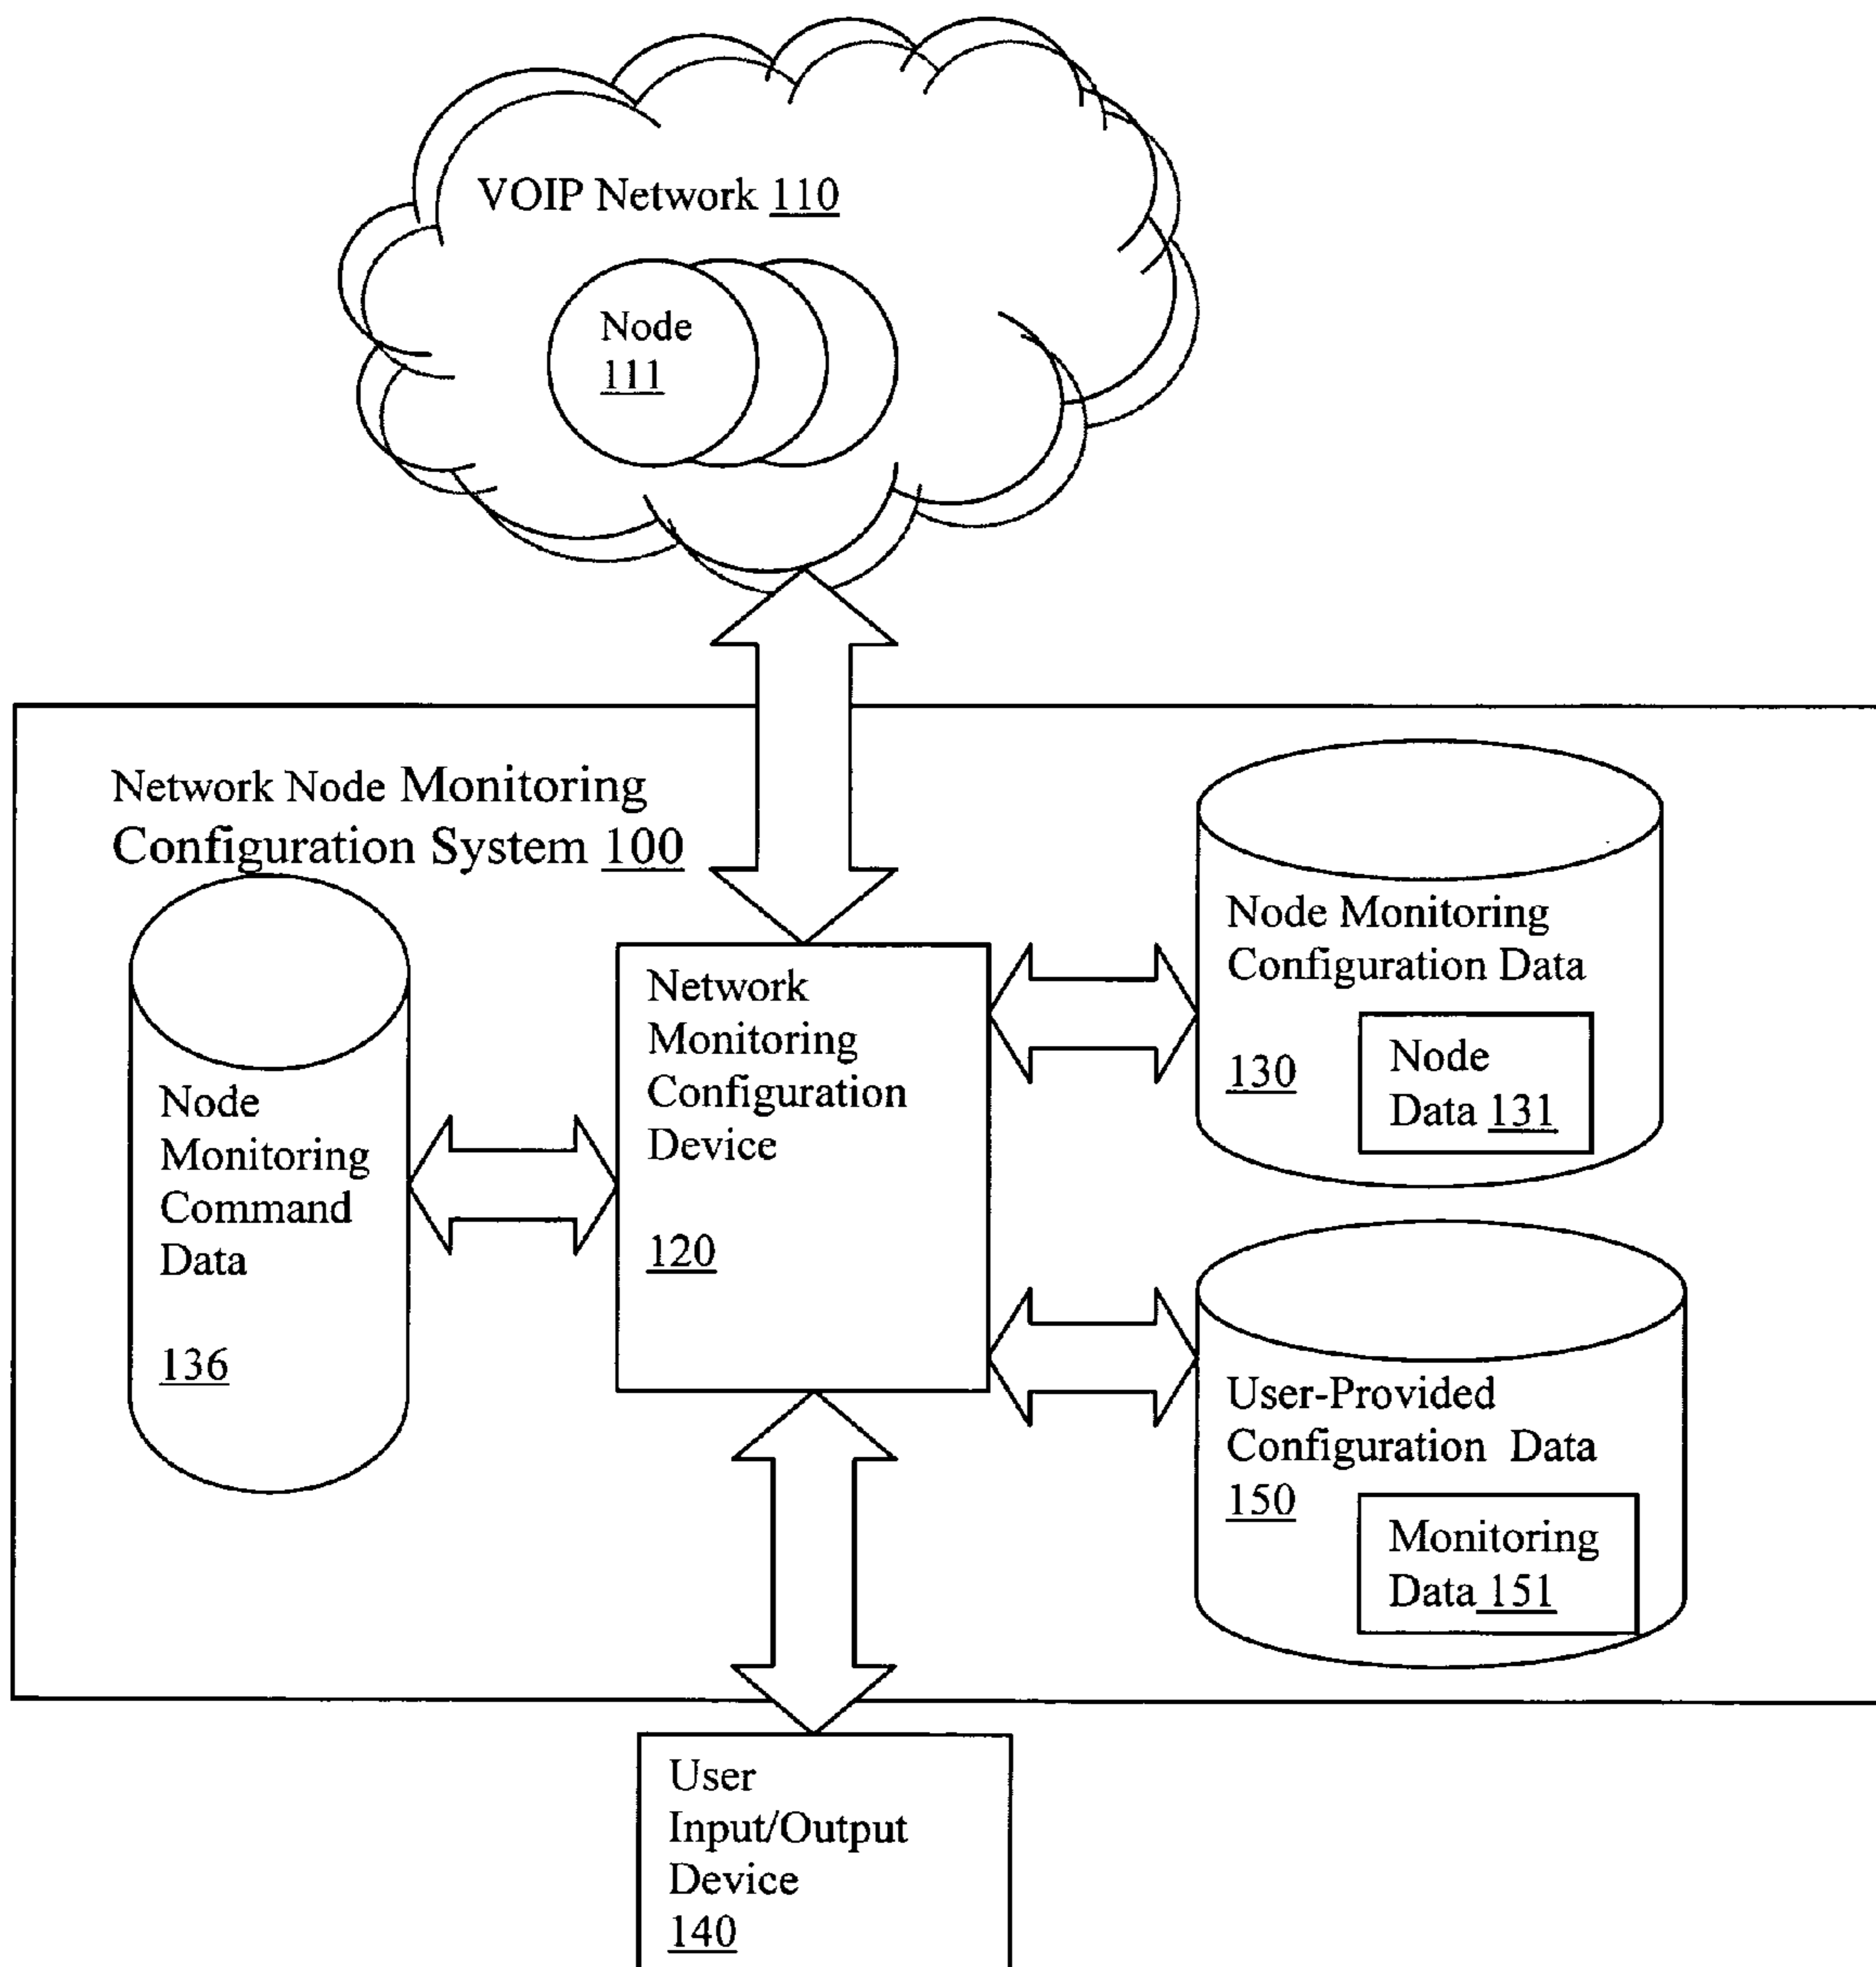 VOIP Network 110
Node
111
Network Node Monitoring
Configuration System 100
Node Monitoring
Configuration Data
130
Node
Data 131
Network
Monitoring
Configuration
Device
120
Node
Monitoring
Command
Data
136
User-Provided
Configuration Data
150
Monitoring
Data 151
User
Input/Output
Device
140